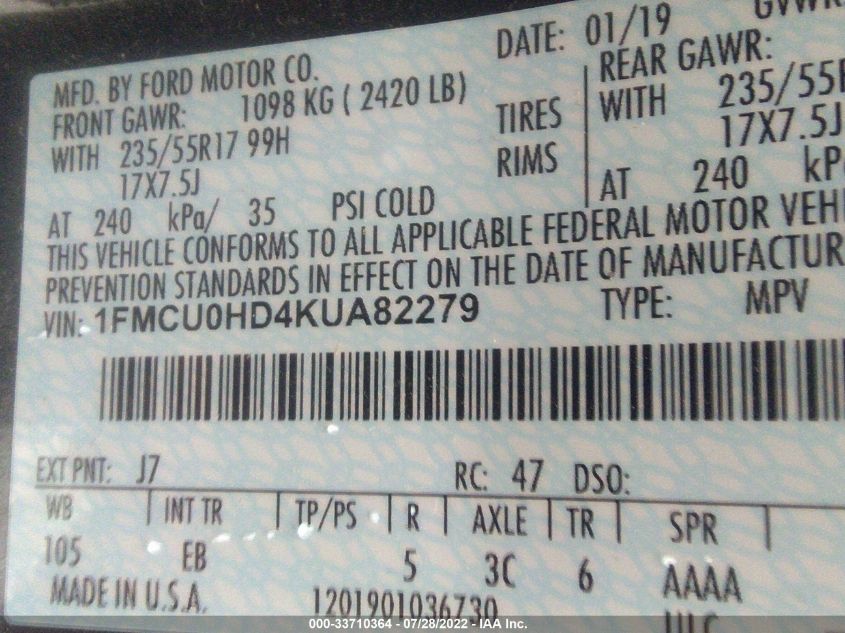 DATE: 01/19
MFD. BY FORD MOTOR CO.
FRONT GAWR: 1098 KG ( 2420 LB) REAR GAWR:
WITH 235/55R17 99H TIRES WITH 235/55
17X7.5J RIMS 17X7.5J
AT 240 kPa/ 35 PSI COLD AT 240 kP
THIS VEHICLE CONFORMS TO ALL APPLICABLE FEDERAL MOTOR VEHI
PREVENTION STANDARDS IN EFFECT ON THE DATE OF MANUFACTUR
VIN: 1FMCU0HD4KUA82279 TYPE: MPV
EXT PNT: J7 RC: 47 DSO:
WB INT TR TP/PS R AXLE TR SPR
105 EB 5 3C 6 AAAA
MADE IN U.S.A. 1201901036730
000-33710364 - 07/28/2022 - IAA Inc.